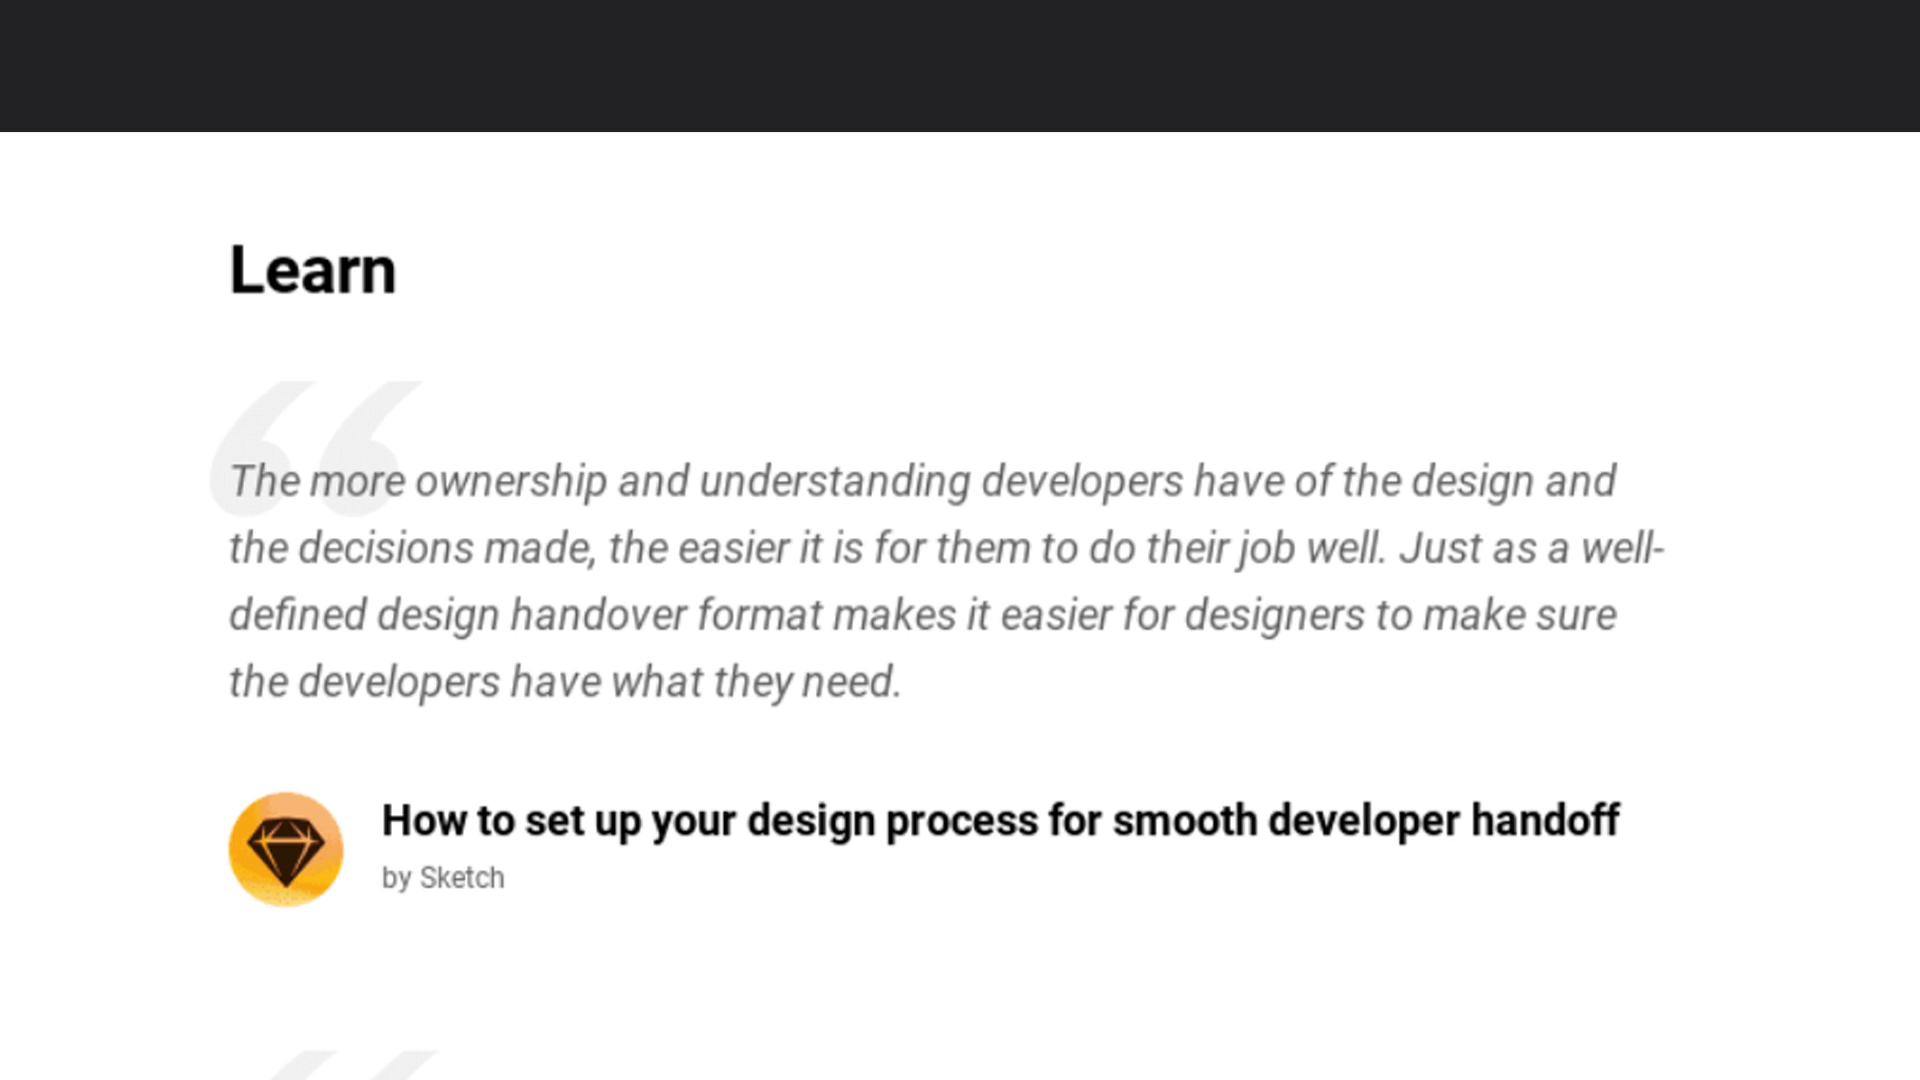 Learn
“
The more ownership and understanding developers have of the design and
the decisions made, the easier it is for them to do their job well. Just as a well-
defined design handover format makes it easier for designers to make sure
the developers have what they need.
How to set up your design process for smooth developer handoff
by Sketch
“